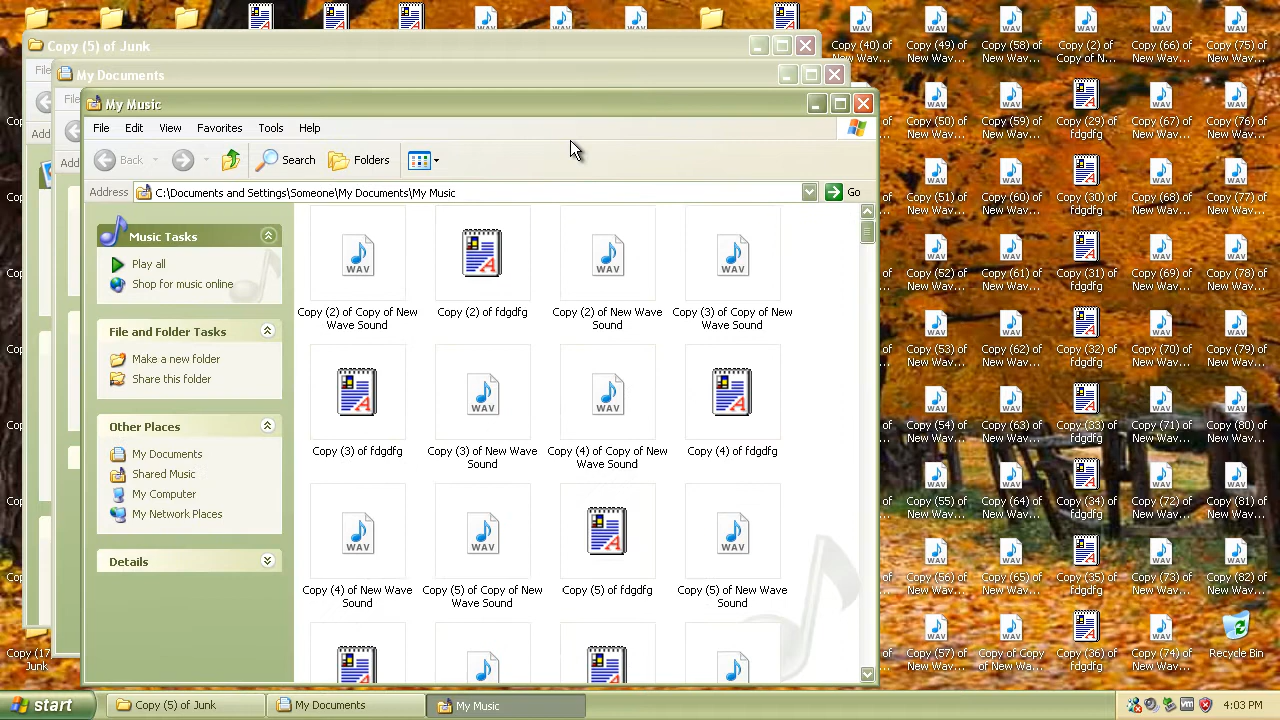 Copy (5) of Junk
File
Add
My Documents
File
Add
My Music
File Edit View Favorites Tools Help
Back Search Folders
Address C:\Documents and Settings\Someone\My Documents\My Music Go
Music Tasks
Play all
Shop for music online
File and Folder Tasks
Make a new folder
Share this folder
Other Places
My Documents
Shared Music
My Computer
My Network Places
Details
Copy (2) of Copy of New
Wave Sound
Copy (2) of fdgdfg
Copy (2) of New Wave
Sound
Copy (3) of Copy of New
Wave Sound
Copy (3) of fdgdfg
Copy (3) of New Wave
Sound
Copy (4) of Copy of New
Wave Sound
Copy (4) of fdgdfg
Copy (4) of New Wave
Sound
Copy (5) of Copy of New
Wave Sound
Copy (5) of fdgdfg
Copy (5) of New Wave
Sound
Copy (40) of
New Wav...
Copy (49) of
New Wav...
Copy (58) of
New Wav...
Copy (2) of
Copy of N...
Copy (66) of
New Wav...
Copy (75) of
New Wav...
Copy (50) of
New Wav...
Copy (59) of
New Wav...
Copy (29) of
fdgdfg
Copy (67) of
New Wav...
Copy (76) of
New Wav...
Copy (51) of
New Wav...
Copy (60) of
New Wav...
Copy (30) of
fdgdfg
Copy (68) of
New Wav...
Copy (77) of
New Wav...
Copy (52) of
New Wav...
Copy (61) of
New Wav...
Copy (31) of
fdgdfg
Copy (69) of
New Wav...
Copy (78) of
New Wav...
Copy (53) of
New Wav...
Copy (62) of
New Wav...
Copy (32) of
fdgdfg
Copy (70) of
New Wav...
Copy (79) of
New Wav...
Copy (54) of
New Wav...
Copy (63) of
New Wav...
Copy (33) of
fdgdfg
Copy (71) of
New Wav...
Copy (80) of
New Wav...
Copy (55) of
New Wav...
Copy (64) of
New Wav...
Copy (34) of
fdgdfg
Copy (72) of
New Wav...
Copy (81) of
New Wav...
Copy (56) of
New Wav...
Copy (65) of
New Wav...
Copy (35) of
fdgdfg
Copy (73) of
New Wav...
Copy (82) of
New Wav...
Copy (57) of
New Wav...
Copy of Copy
of New Wa...
Copy (36) of
fdgdfg
Copy (74) of
New Wav...
Recycle Bin
Copy (17)
Junk
start Copy (5) of Junk My Documents My Music 4:03 PM